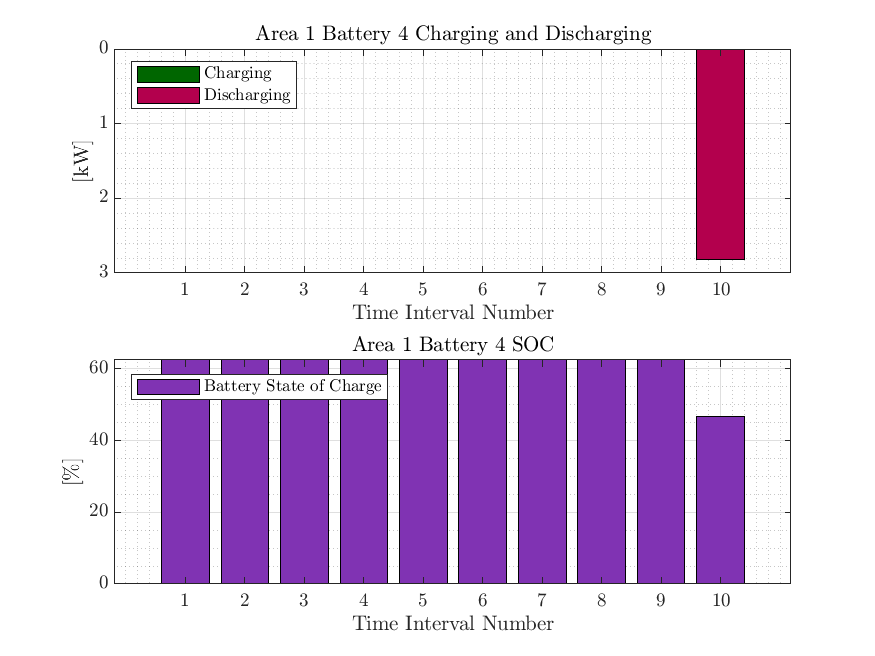 Area 1 Battery 4 Charging and Discharging
0
1
2
3
[kW]
Charging
Discharging
1 2 3 4 5 6 7 8 9 10
Time Interval Number
Area 1 Battery 4 SOC
60
40
20
0
[%]
Battery State of Charge
1 2 3 4 5 6 7 8 9 10
Time Interval Number